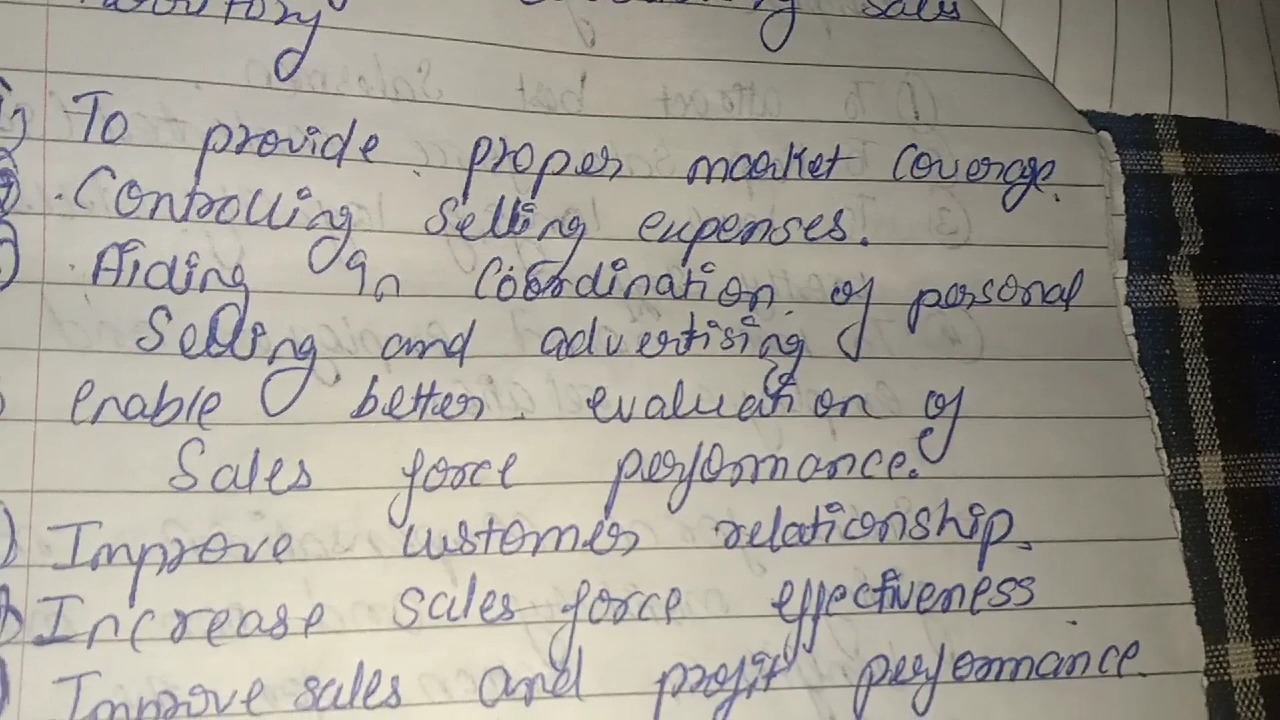 sales
To provide proper market coverage.
Controlling selling expenses.
Aiding in coordination of personal
Selling and advertising
enable better evaluation of
Sales force performance.
Improve customer relationship.
Increase sales force effectiveness
Improve sales and profit performance.